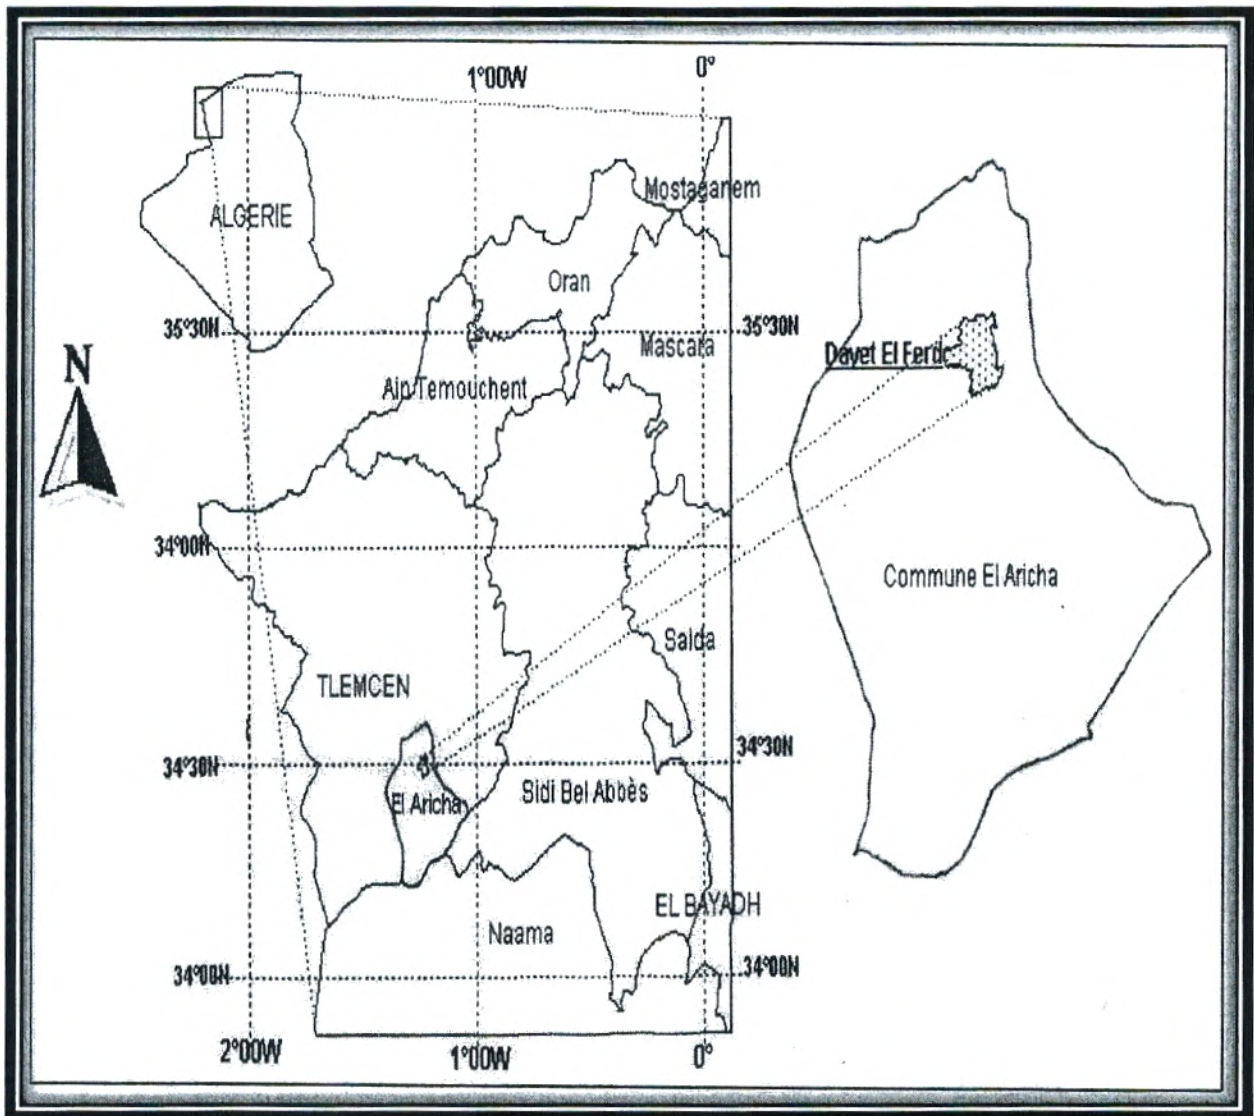 1°00W
0°
Mostaganem
ALGERIE
Oran
35°30N
35°30N
Mascara
N
Dayet El Ferdo
Ain Temouchent
34°00N
Commune El Aricha
Saida
TLEMCEN
34°30N
34°30N
El Aricha
Sidi Bel Abbès
EL BAYADH
Naama
34°00N
34°00N
2°00W
1°00W
0°